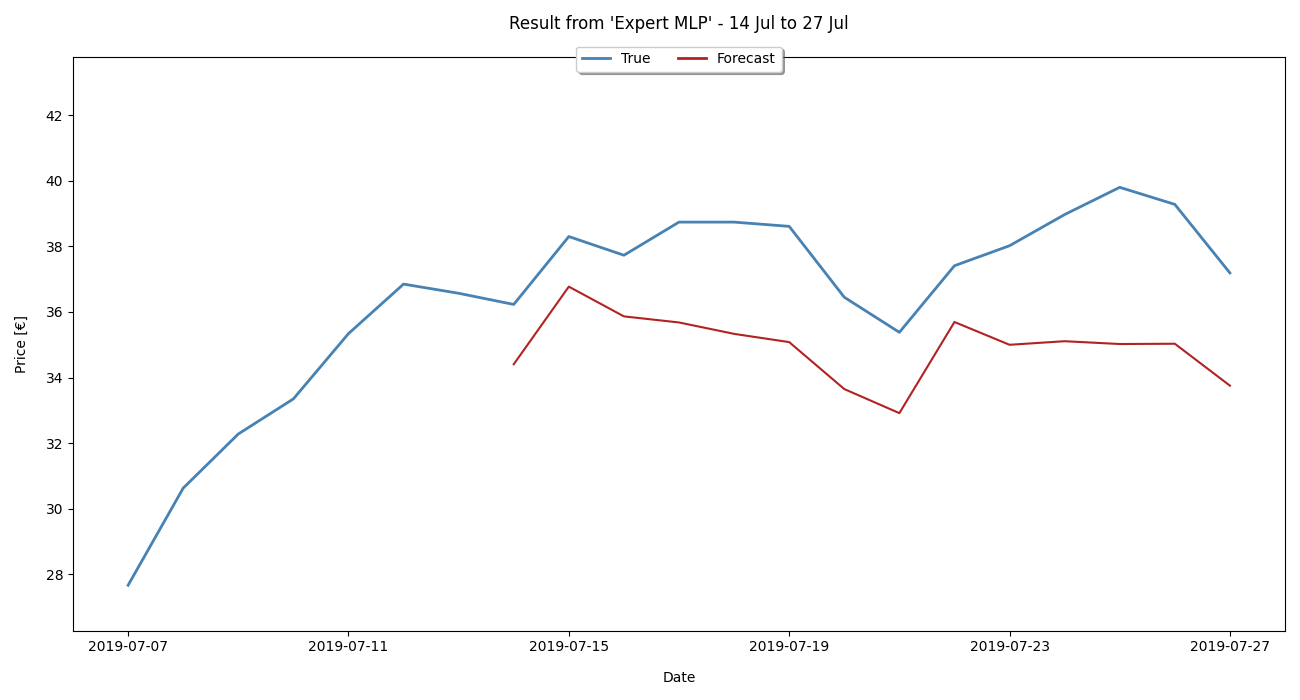 Result from 'Expert MLP' - 14 Jul to 27 Jul
True Forecast
Price [€]
42
40
38
36
34
32
30
28
2019-07-07 2019-07-11 2019-07-15 2019-07-19 2019-07-23 2019-07-27
Date